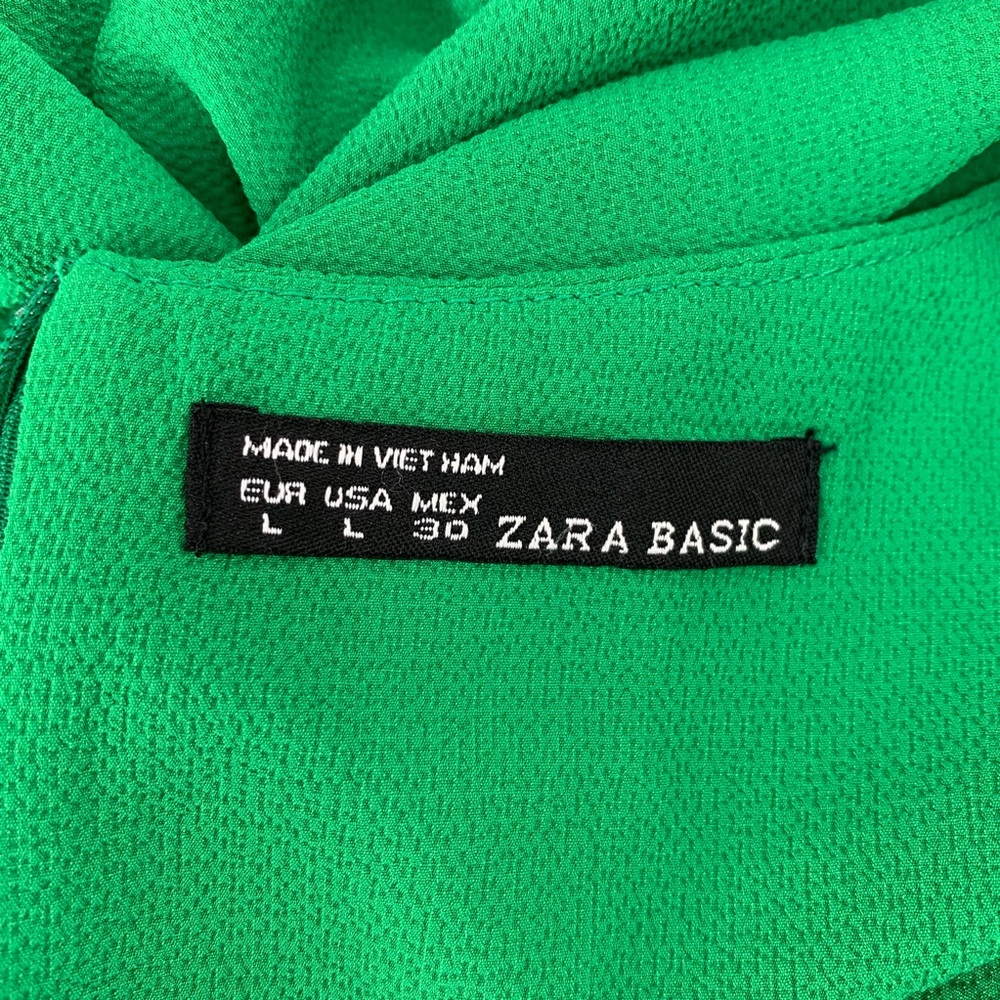 MADE IN VIET NAM
EUR USA MEX
L L 30 ZARA BASIC